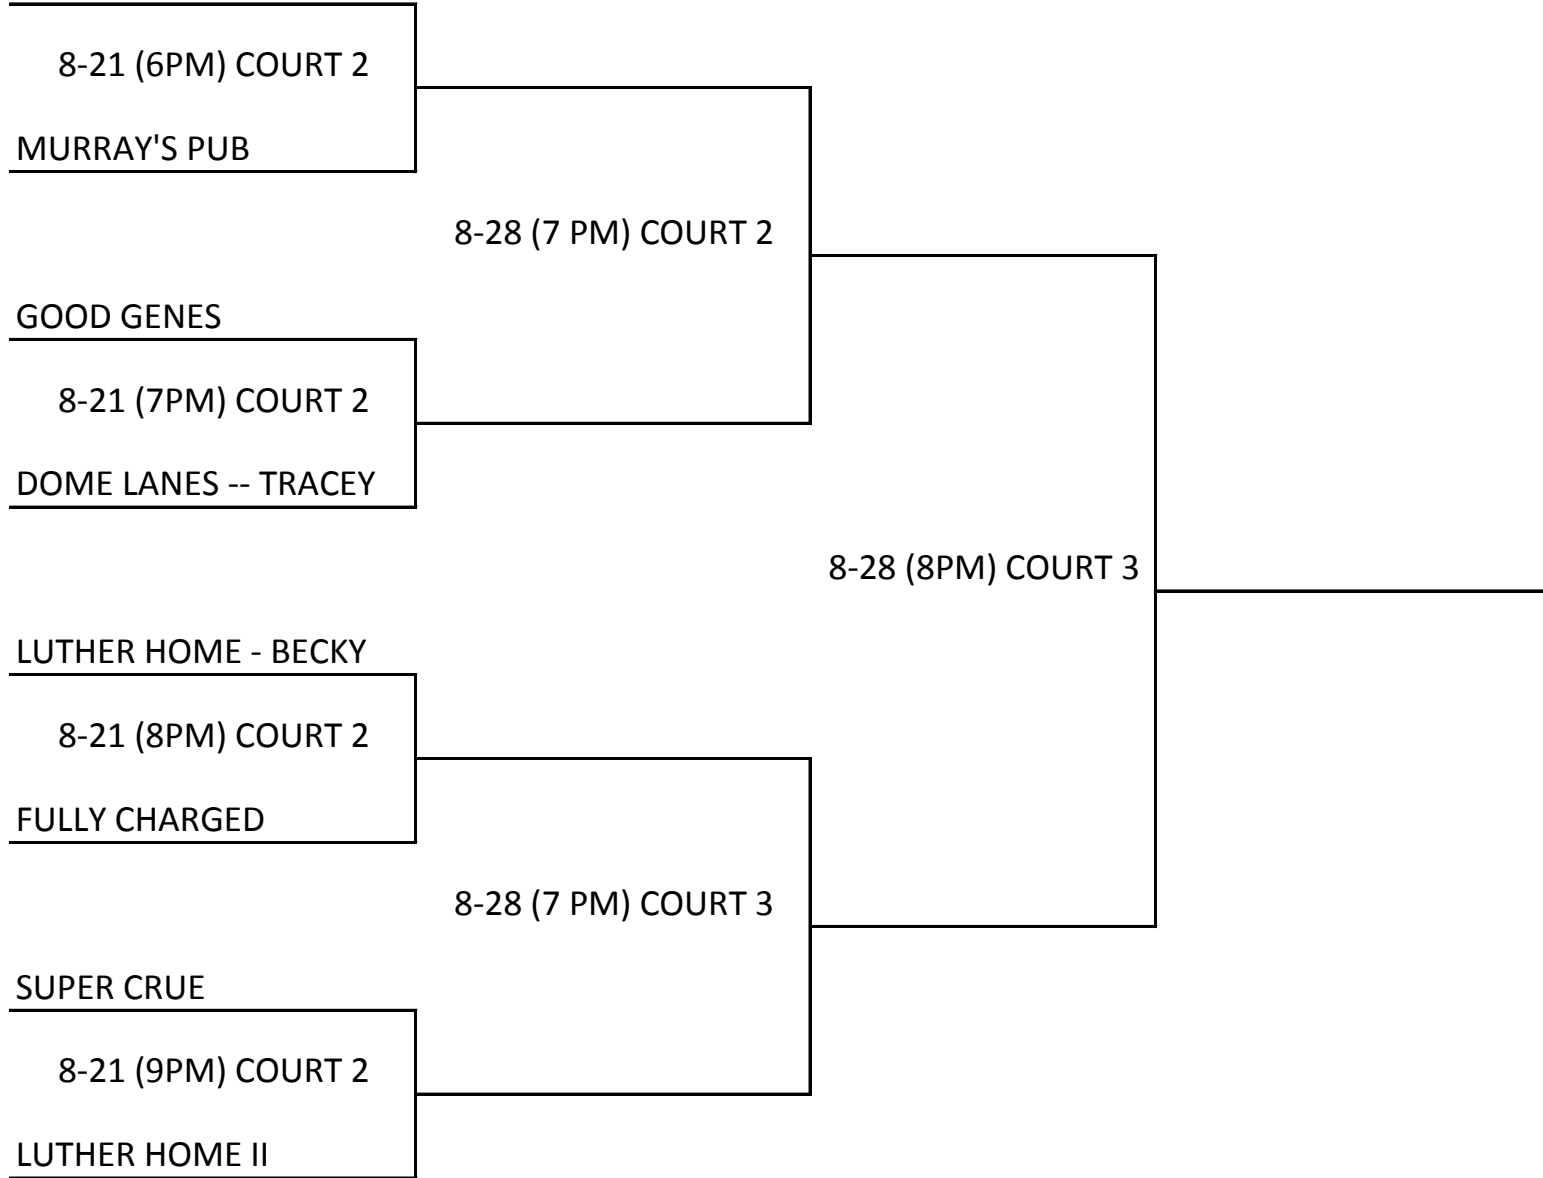 8-21 (6PM) COURT 2
MURRAY'S PUB
8-28 (7 PM) COURT 2
GOOD GENES
8-21 (7PM) COURT 2
DOME LANES -- TRACEY
8-28 (8PM) COURT 3
LUTHER HOME - BECKY
8-21 (8PM) COURT 2
FULLY CHARGED
8-28 (7 PM) COURT 3
SUPER CRUE
8-21 (9PM) COURT 2
LUTHER HOME II